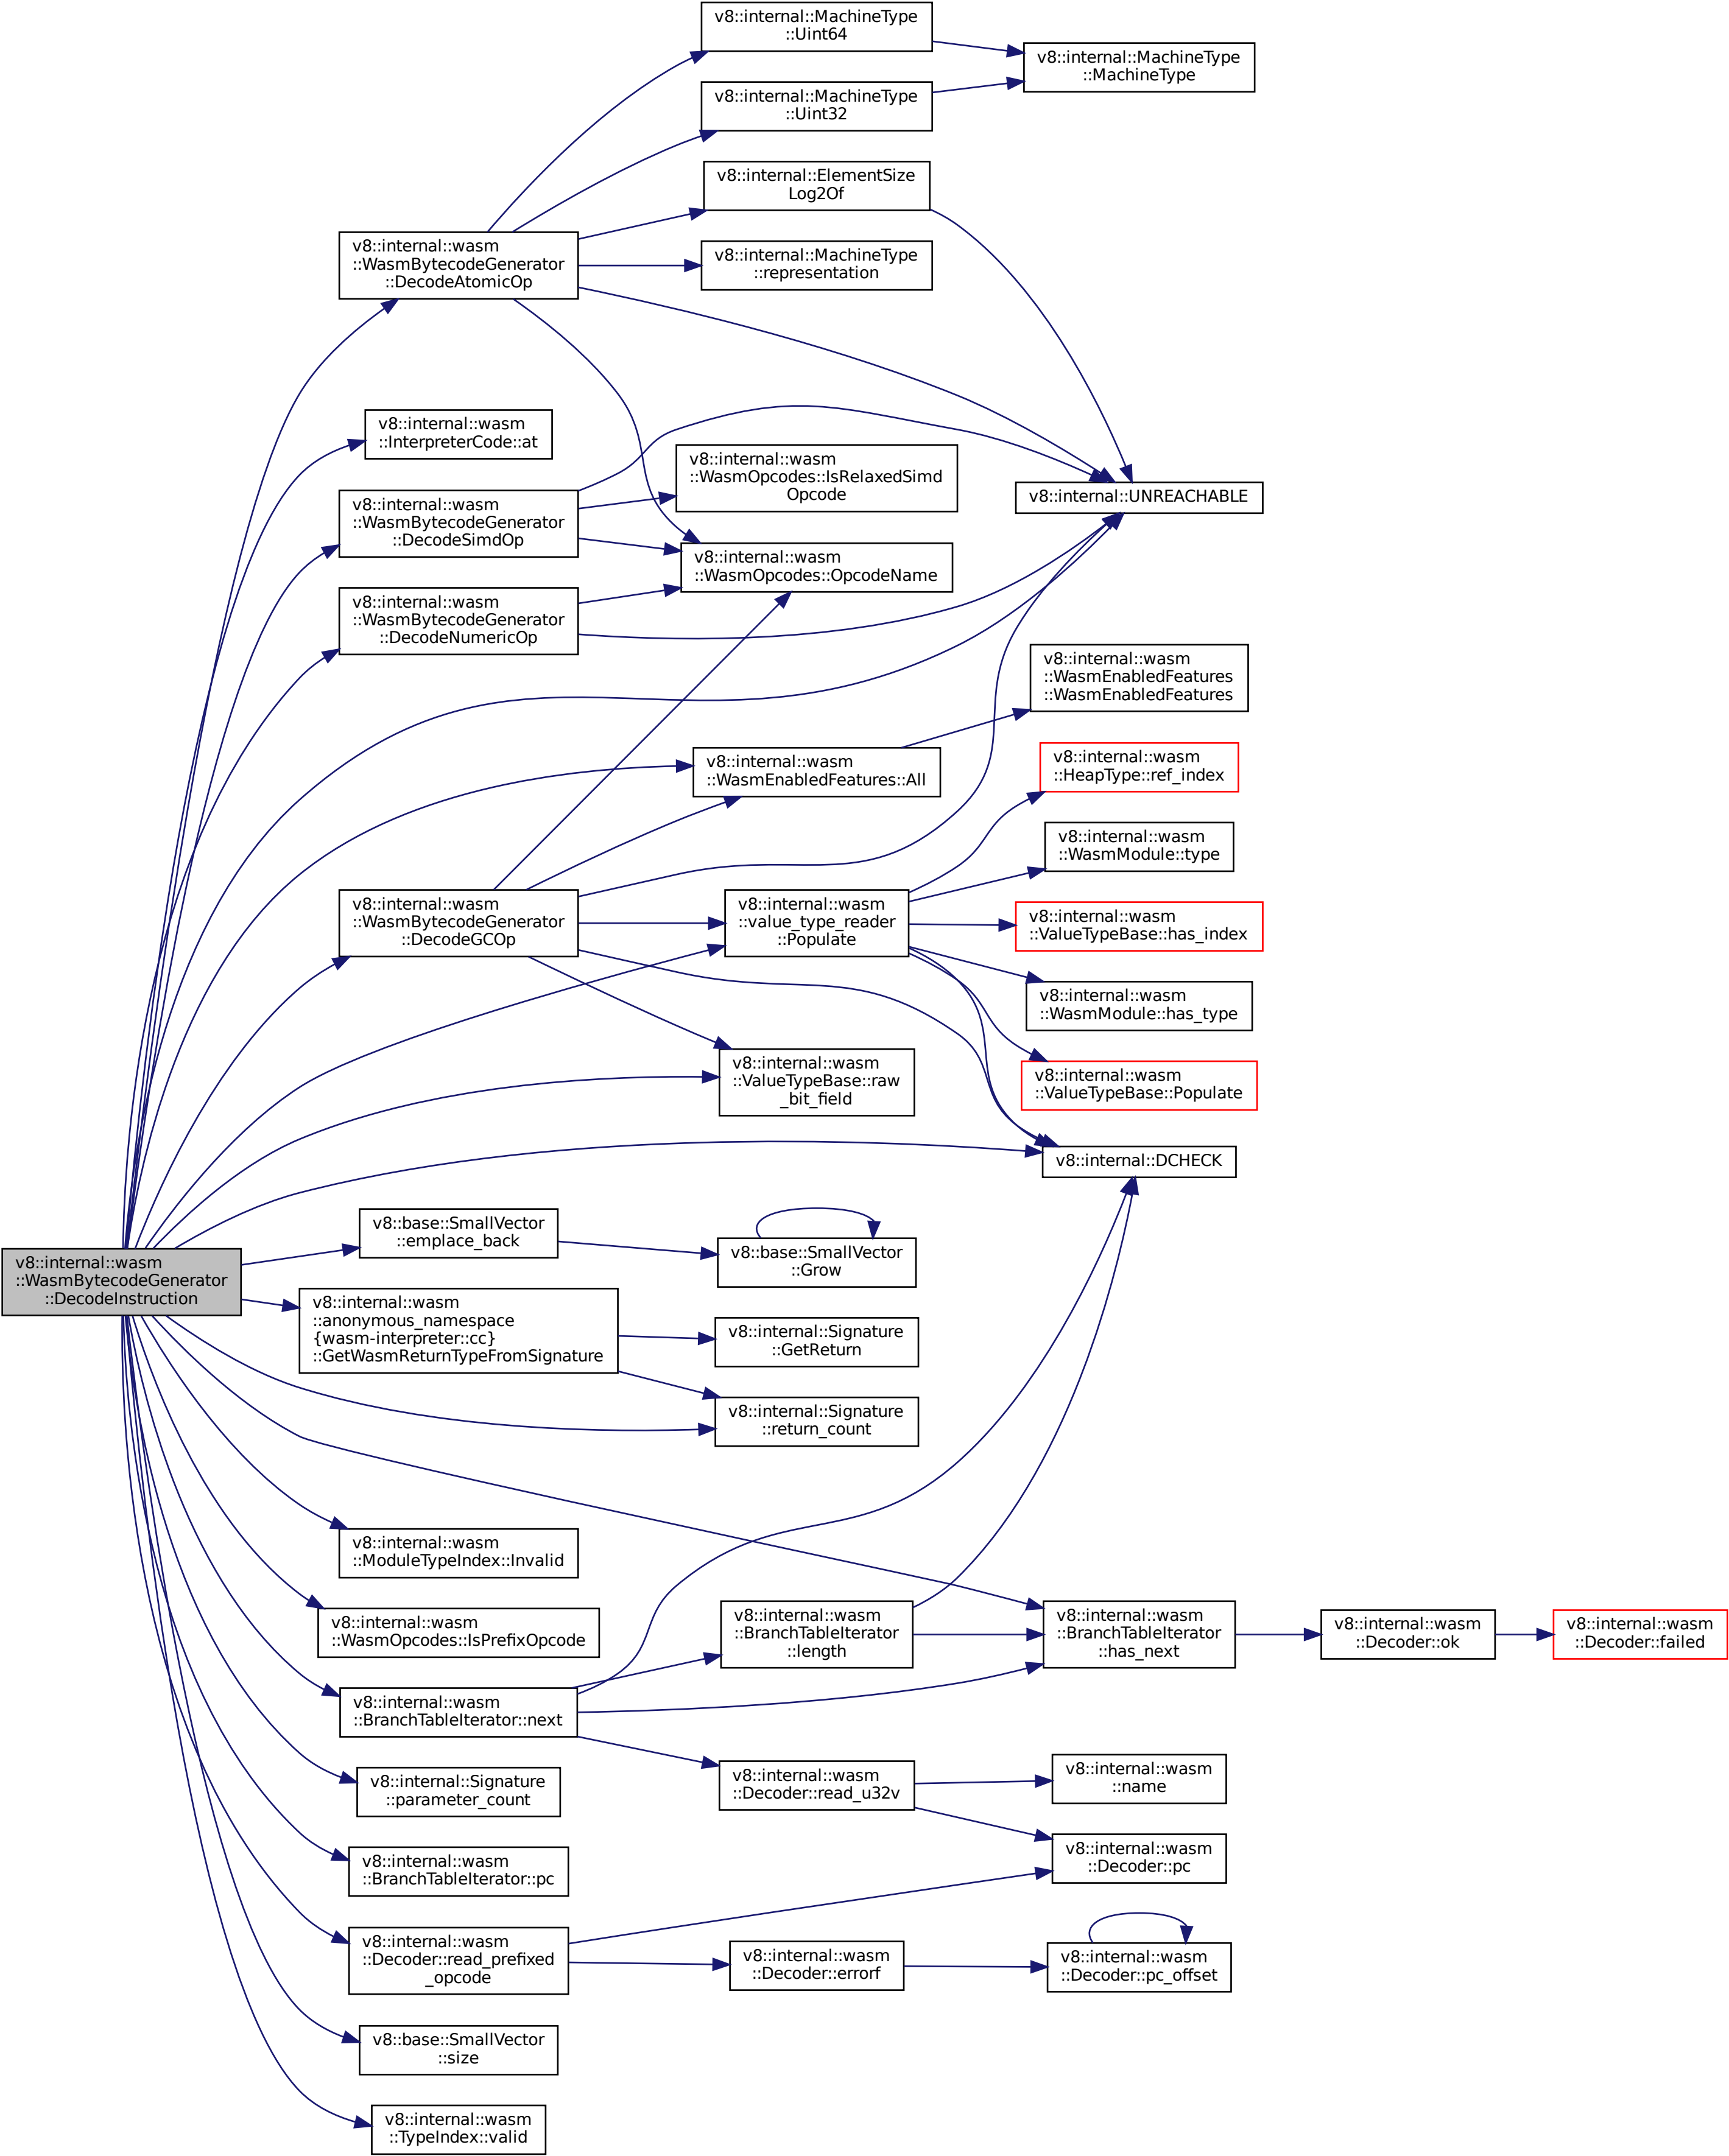 v8::internal::MachineType
::Uint64
v8::internal::MachineType
::MachineType
v8::internal::MachineType
::Uint32
v8::internal::ElementSize
Log2Of
v8::internal::wasm
::WasmBytecodeGenerator
::DecodeAtomicOp
v8::internal::MachineType
::representation
v8::internal::wasm
::InterpreterCode::at
v8::internal::wasm
::WasmOpcodes::IsRelaxedSimd
Opcode
v8::internal::UNREACHABLE
v8::internal::wasm
::WasmBytecodeGenerator
::DecodeSimdOp
v8::internal::wasm
::WasmOpcodes::OpcodeName
v8::internal::wasm
::WasmBytecodeGenerator
::DecodeNumericOp
v8::internal::wasm
::WasmEnabledFeatures
::WasmEnabledFeatures
v8::internal::wasm
::WasmEnabledFeatures::All
v8::internal::wasm
::HeapType::ref_index
v8::internal::wasm
::WasmModule::type
v8::internal::wasm
::WasmBytecodeGenerator
::DecodeGCOp
v8::internal::wasm
::value_type_reader
::Populate
v8::internal::wasm
::ValueTypeBase::has_index
v8::internal::wasm
::WasmModule::has_type
v8::internal::wasm
::ValueTypeBase::raw
_bit_field
v8::internal::wasm
::ValueTypeBase::Populate
v8::internal::DCHECK
v8::base::SmallVector
::emplace_back
v8::base::SmallVector
::Grow
v8::internal::wasm
::WasmBytecodeGenerator
::DecodeInstruction
v8::internal::wasm
::anonymous_namespace
{wasm-interpreter::cc}
::GetWasmReturnTypeFromSignature
v8::internal::Signature
::GetReturn
v8::internal::Signature
::return_count
v8::internal::wasm
::ModuleTypeIndex::Invalid
v8::internal::wasm
::WasmOpcodes::IsPrefixOpcode
v8::internal::wasm
::BranchTableIterator
::length
v8::internal::wasm
::BranchTableIterator
::has_next
v8::internal::wasm
::Decoder::ok
v8::internal::wasm
::Decoder::failed
v8::internal::wasm
::BranchTableIterator::next
v8::internal::Signature
::parameter_count
v8::internal::wasm
::Decoder::read_u32v
v8::internal::wasm
::name
v8::internal::wasm
::BranchTableIterator::pc
v8::internal::wasm
::Decoder::pc
v8::internal::wasm
::Decoder::read_prefixed
_opcode
v8::internal::wasm
::Decoder::errorf
v8::internal::wasm
::Decoder::pc_offset
v8::base::SmallVector
::size
v8::internal::wasm
::TypeIndex::valid